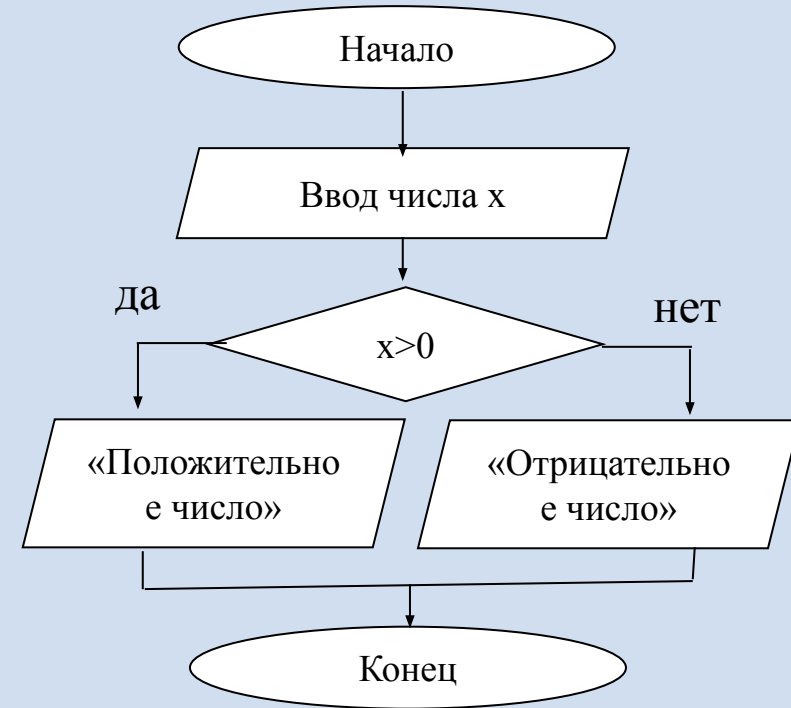 Начало
Ввод числа x
да
нет
x>0
«Положительно
е число»
«Отрицательно
е число»
Конец